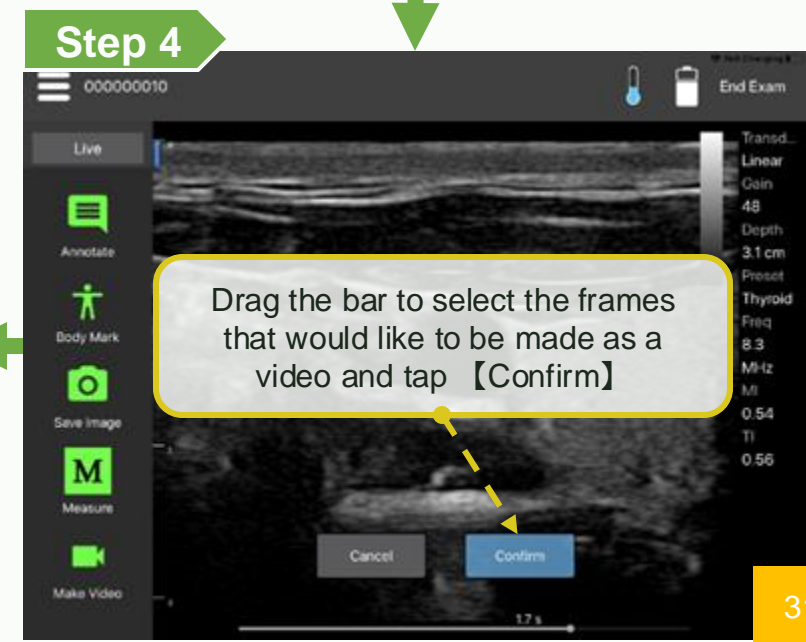 Step 4
Not Charging
000000010
End Exam
Live
Annotate
Body Mark
Save Image
M
Measure
Make Video
Transd...
Linear
Gain
48
Depth
3.1 cm
Preset
Thyroid
Freq
8.3
MHz
MI
0.54
TI
0.56
Drag the bar to select the frames
that would like to be made as a
video and tap 【Confirm】
Cancel
Confirm
1.7 s